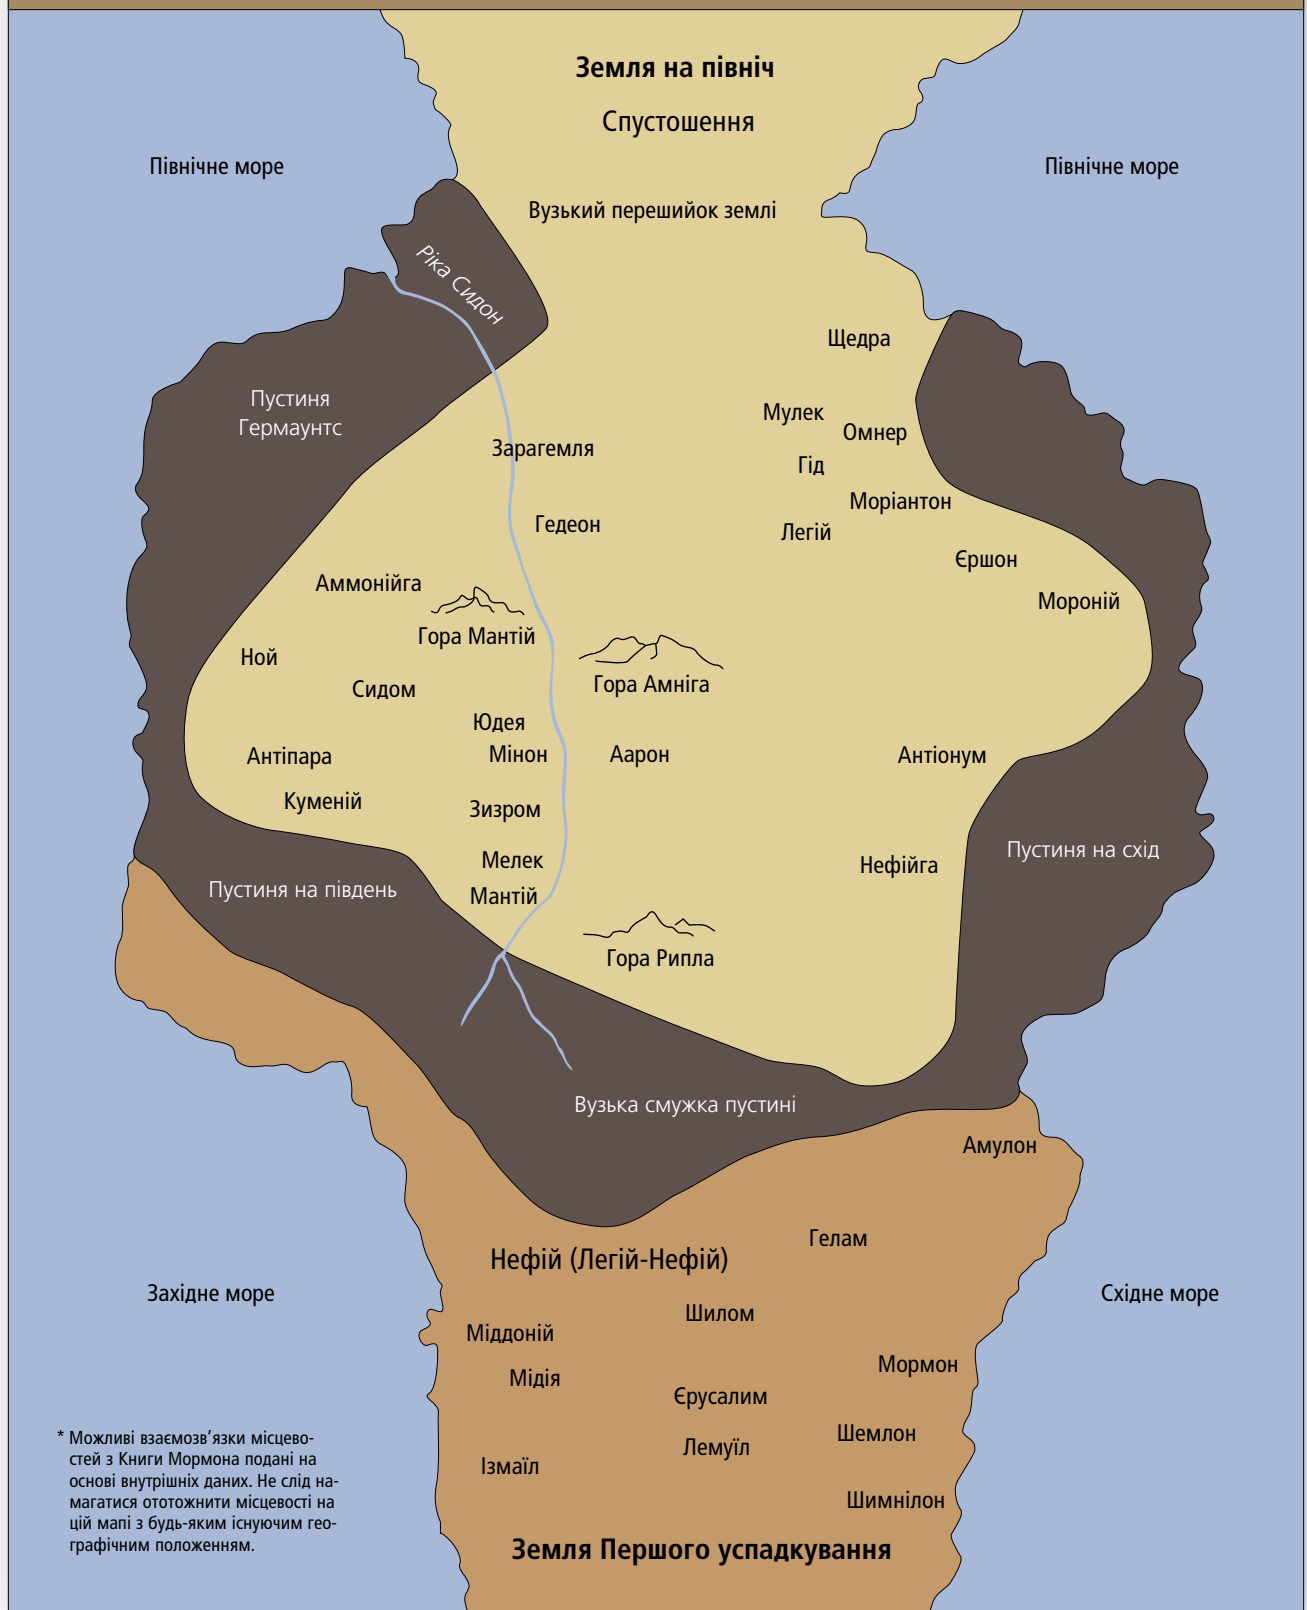 Земля на північ
Спустошення
Північне море
Північне море
Вузький перешийок землі
Ріка Сидон
Щедра
Пустиня
Гермаунтс
Мулек
Омнер
Зарагемля
Гід
Моріантон
Гедеон
Легій
Єршон
Аммонійга
Мороній
Гора Мантій
Ной
Гора Амніга
Сидом
Юдея
Антіпара
Мінон
Аарон
Антіонум
Куменій
Зизром
Пустиня на схід
Мелек
Нефійга
Пустиня на південь
Мантій
Гора Рипла
Вузька смужка пустині
Амулон
Гелам
Нефій (Легій-Нефій)
Західне море
Східне море
Шилом
Міддоній
Мормон
Мідія
Єрусалим
Шемлон
Лемуїл
Ізмаїл
Шимнілон
* Можливі взаємозв’язки місцево-
стей з Книги Мормона подані на
основі внутрішніх даних. Не слід на-
магатися ототожнити місцевості на
цій мапі з будь-яким існуючим гео-
графічним положенням.
Земля Першого успадкування